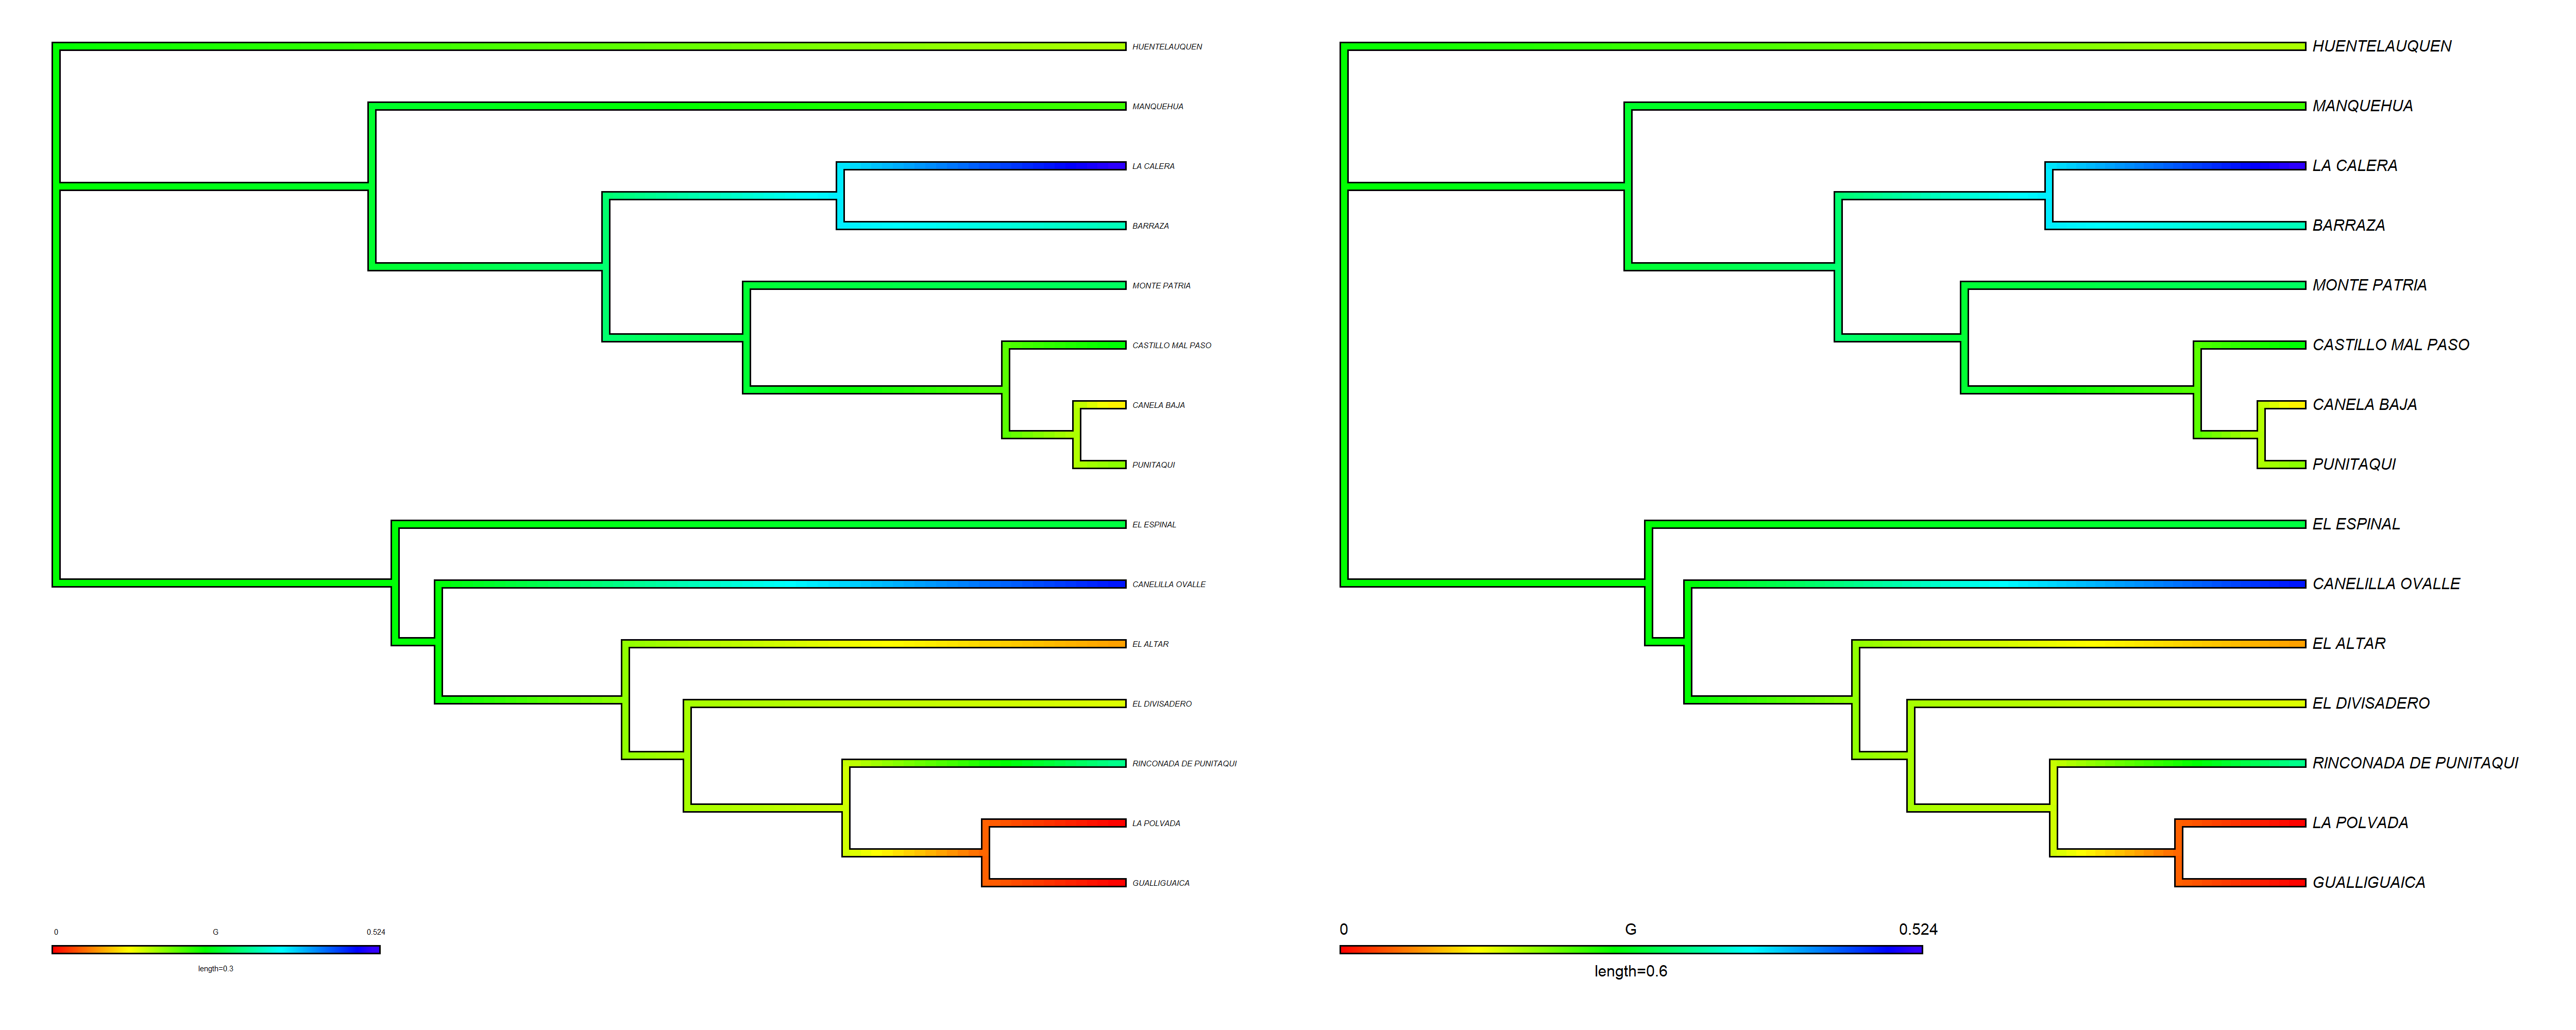 HUENTELAUQUEN
MANQUEHUA
LA CALERA
BARRAZA
MONTE PATRIA
CASTILLO MAL PASO
CANELA BAJA
PUNITAQUI
EL ESPINAL
CANELILLA OVALLE
EL ALTAR
EL DIVISADERO
RINCONADA DE PUNITAQUI
LA POLVADA
GUALLIGUAICA
0 G 0.524
length=0.3
HUENTELAUQUEN
MANQUEHUA
LA CALERA
BARRAZA
MONTE PATRIA
CASTILLO MAL PASO
CANELA BAJA
PUNITAQUI
EL ESPINAL
CANELILLA OVALLE
EL ALTAR
EL DIVISADERO
RINCONADA DE PUNITAQUI
LA POLVADA
GUALLIGUAICA
0 G 0.524
length=0.6